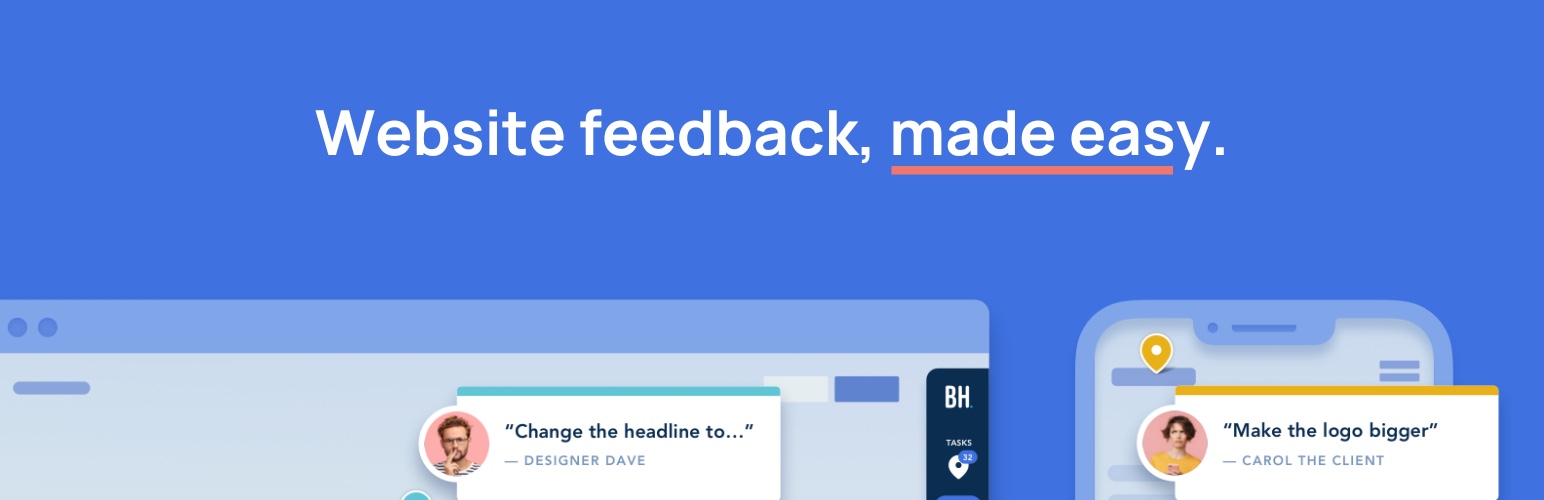 Website feedback, made easy.
BH.
“Change the headline to...”
— DESIGNER DAVE
TASKS
32
“Make the logo bigger”
— CAROL THE CLIENT